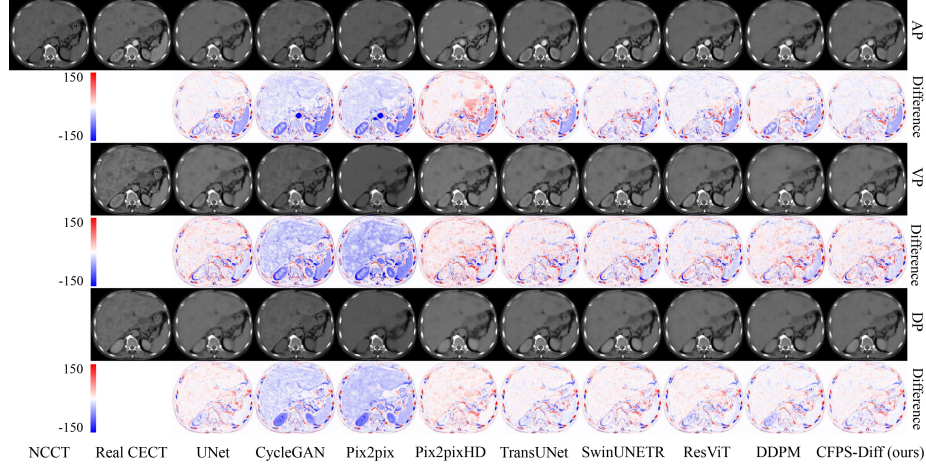 AP
150
-150
Difference
VP
150
-150
Difference
DP
150
-150
Difference
NCCT Real CECT UNet CycleGAN Pix2pix Pix2pixHD TransUNet SwinUNETR ResViT DDPM CFPS-Diff (ours)